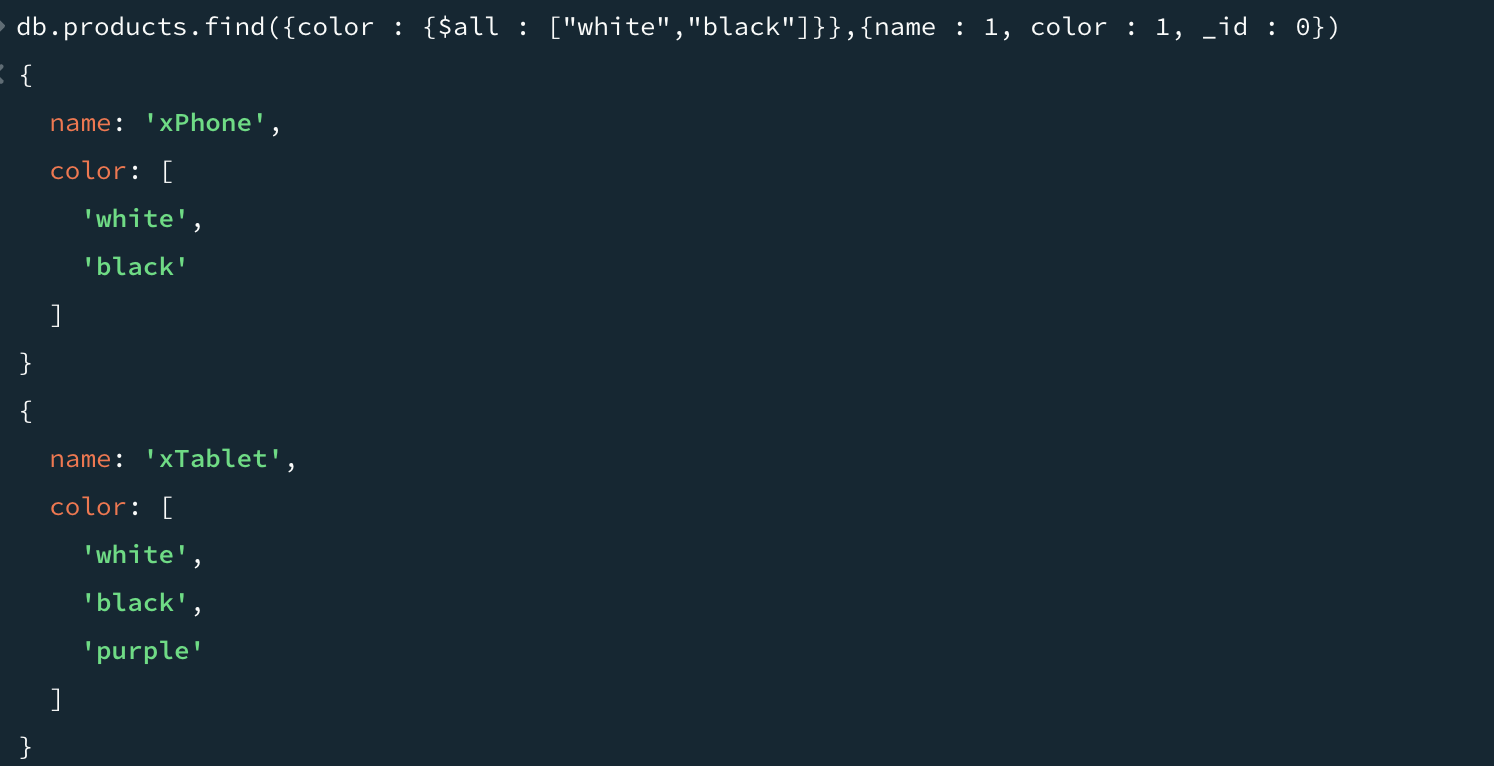 db.products.find({color : {$all : ["white","black"]}},{name : 1, color : 1, _id : 0})
{
  name: 'xPhone',
  color: [
    'white',
    'black'
  ]
}
{
  name: 'xTablet',
  color: [
    'white',
    'black',
    'purple'
  ]
}